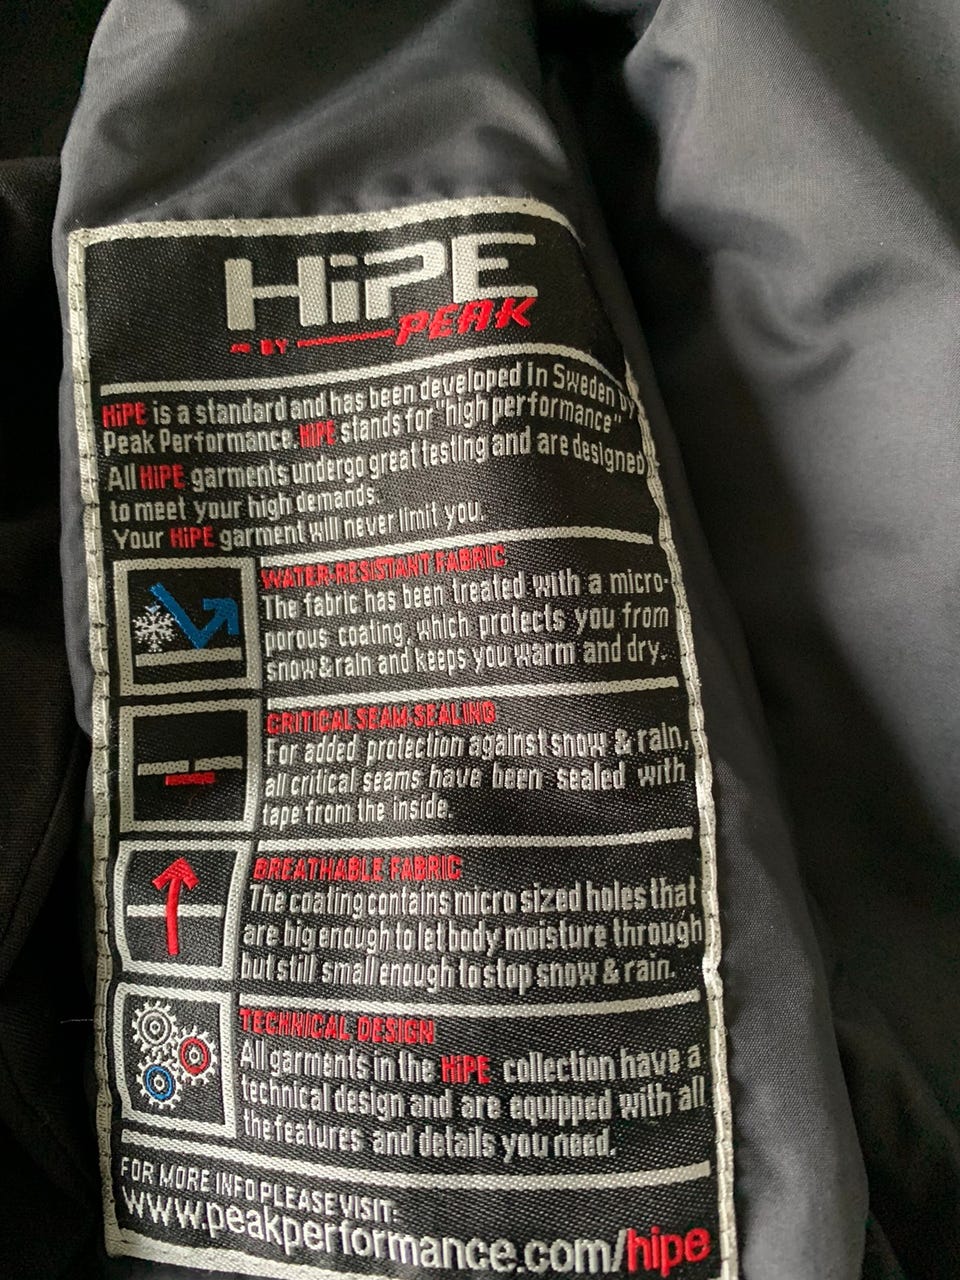 HiPE
BY PEAK
HiPE is a standard and has been developed in Sweden by
Peak Performance. HiPE stands for "high performance"
All HiPE garments undergo great testing and are designed
to meet your high demands.
Your HiPE garment will never limit you.
WATER-RESISTANT FABRIC
The fabric has been treated with a micro-
porous coating, which protects you from
snow & rain and keeps you warm and dry.
CRITICAL SEAM SEALING
For added protection against snow & rain,
all critical seams have been sealed with
tape from the inside.
BREATHABLE FABRIC
The coating contains micro sized holes that
are big enough to let body moisture through
but still small enough to stop snow & rain.
TECHNICAL DESIGN
All garments in the HiPE collection have a
technical design and are equipped with all
the features and details you need.
FOR MORE INFO PLEASE VISIT:
www.peakperformance.com/hipe